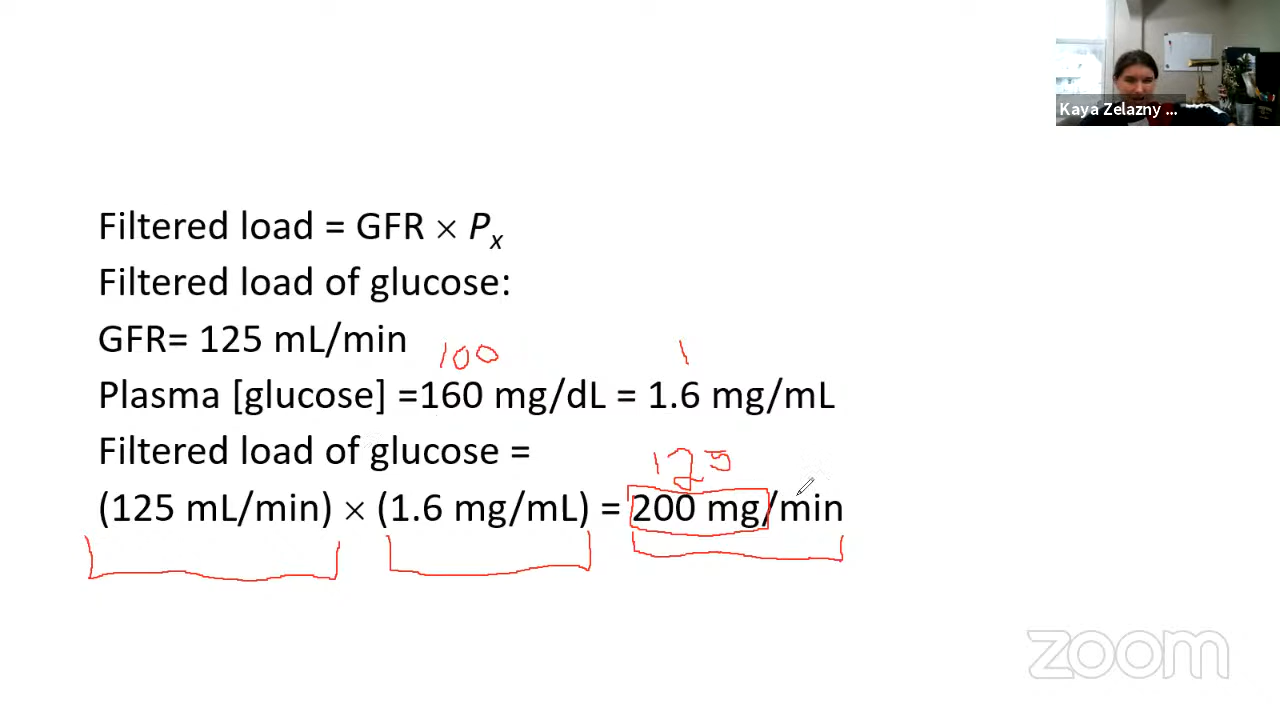 Kaya Zelazny ...
Filtered load = GFR × Pₓ
Filtered load of glucose:
GFR= 125 mL/min
100 1
Plasma [glucose] =160 mg/dL = 1.6 mg/mL
Filtered load of glucose =
125
(125 mL/min) × (1.6 mg/mL) = 200 mg/min
zoom